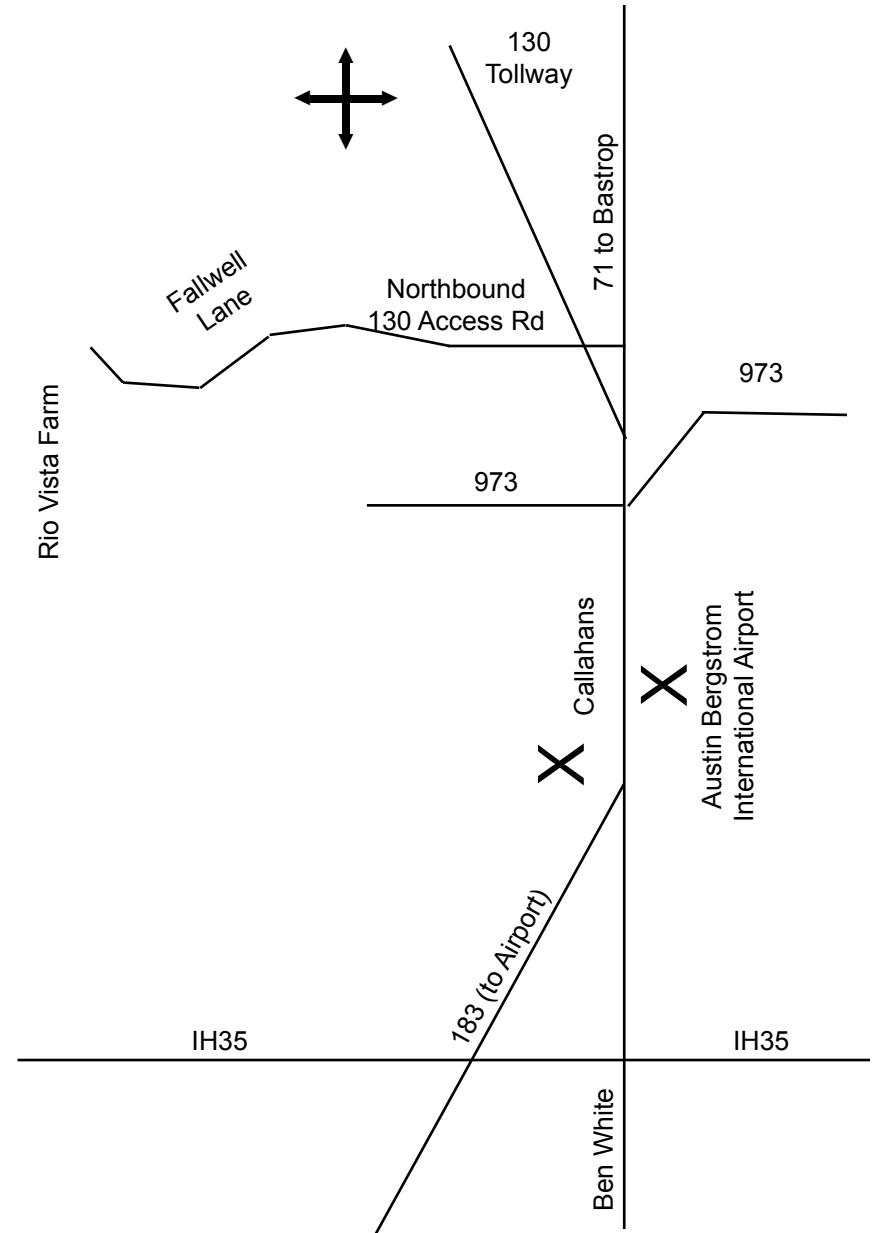 130
Tollway
71 to Bastrop
Fallwell
Lane
Northbound
130 Access Rd
973
Rio Vista Farm
973
Callahans
X
X
Austin Bergstrom
International Airport
183 (to Airport)
IH35
IH35
Ben White